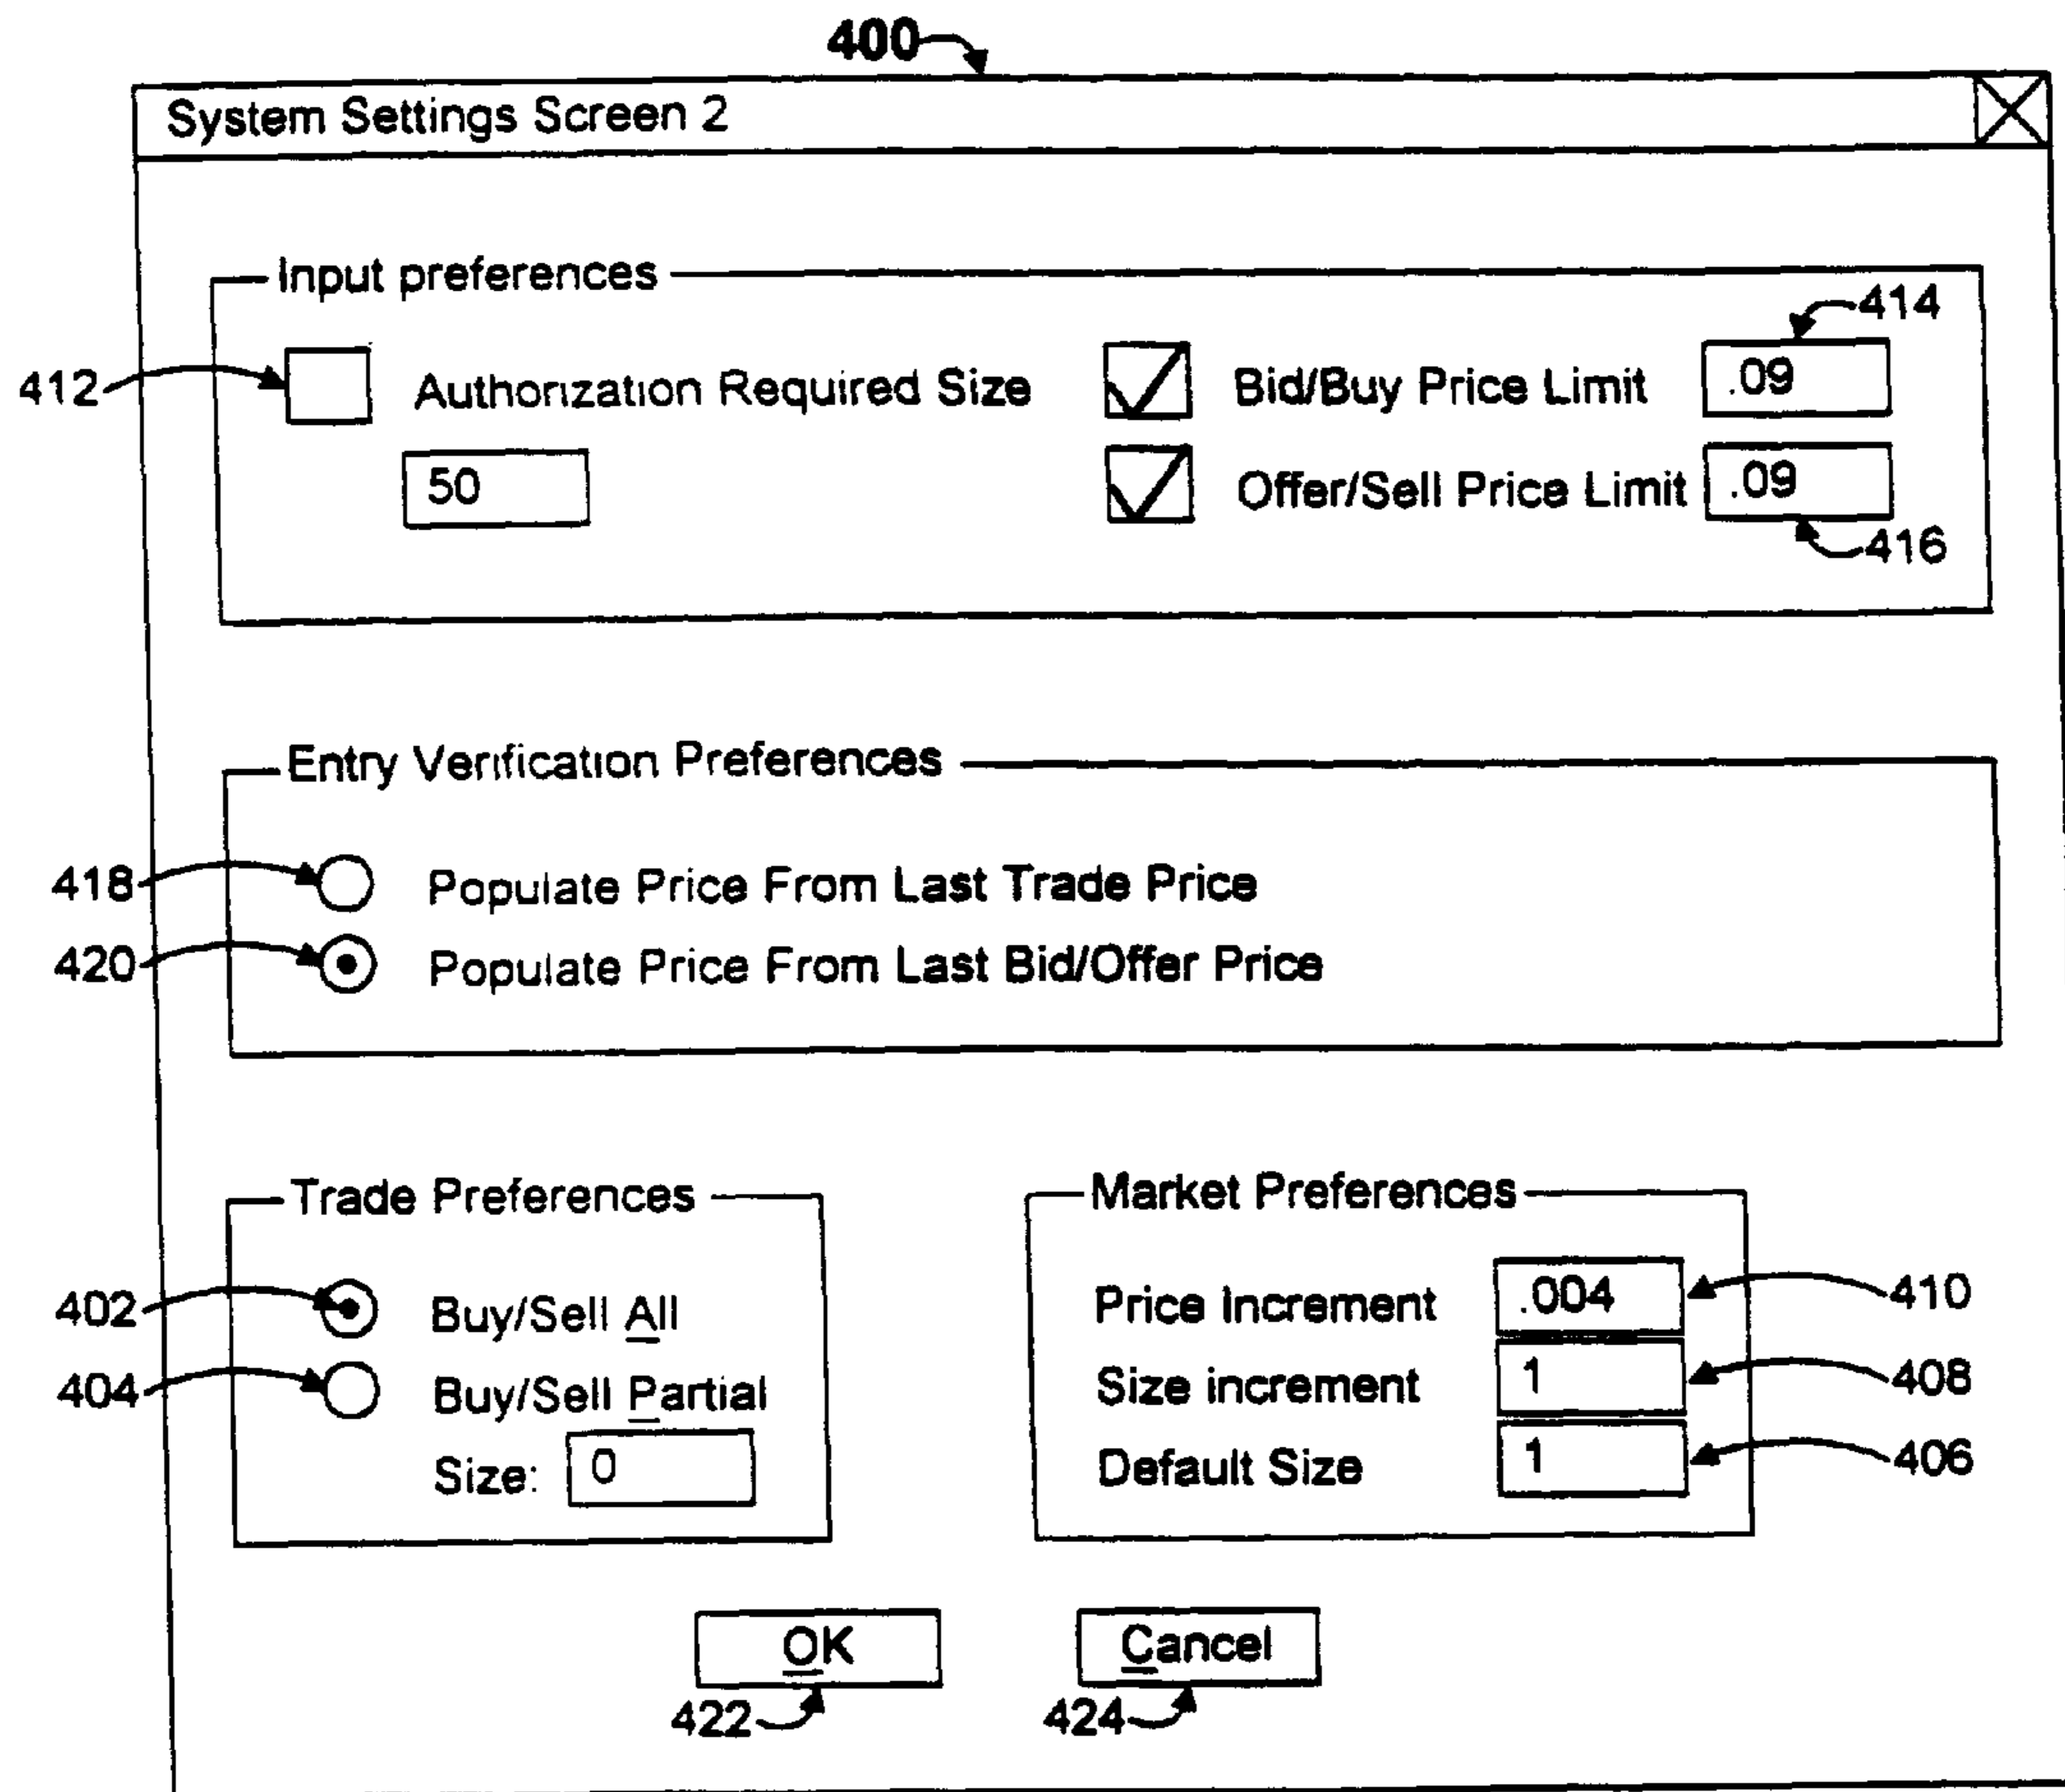 400
System Settings Screen 2
Input preferences
414
412 Authorization Required Size Bid/Buy Price Limit .09
50 Offer/Sell Price Limit .09
416
Entry Verification Preferences
418 Populate Price From Last Trade Price
420 Populate Price From Last Bid/Offer Price
Trade Preferences Market Preferences
402 Buy/Sell All Price Increment .004 410
404 Buy/Sell Partial Size increment 1 408
Size: 0 Default Size 1 406
OK Cancel
422 424